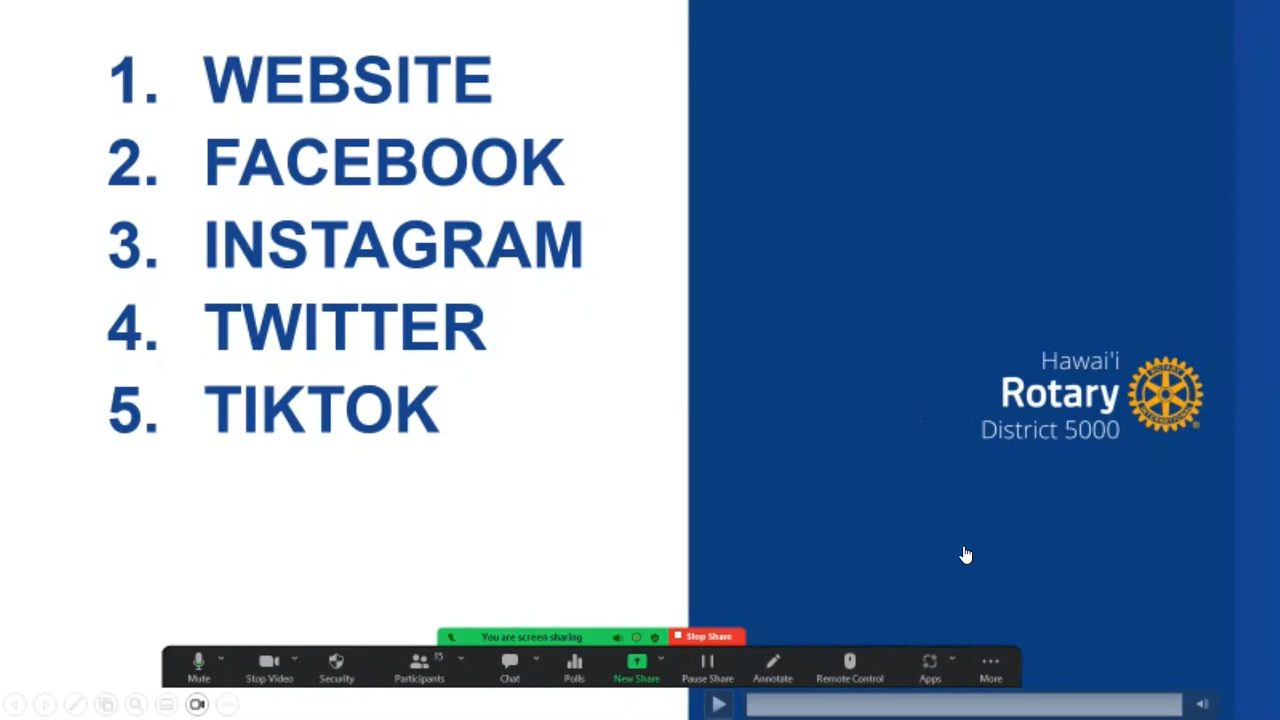 1. WEBSITE
2. FACEBOOK
3. INSTAGRAM
4. TWITTER
5. TIKTOK
Hawai'i
Rotary
District 5000
You are screen sharing
Stop Share
15
Mute
Stop Video
Security
Participants
Chat
Polls
New Share
Pause Share
Annotate
Remote Control
Apps
More